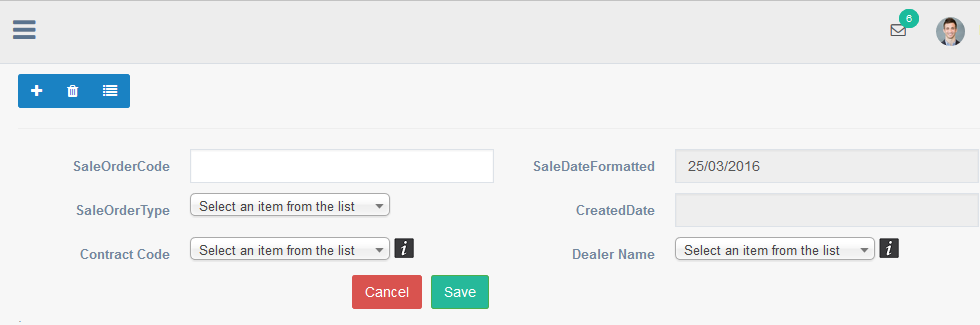 6
SaleOrderCode
SaleDateFormatted 25/03/2016
SaleOrderType Select an item from the list
CreatedDate
Contract Code Select an item from the list i
Dealer Name Select an item from the list i
Cancel Save